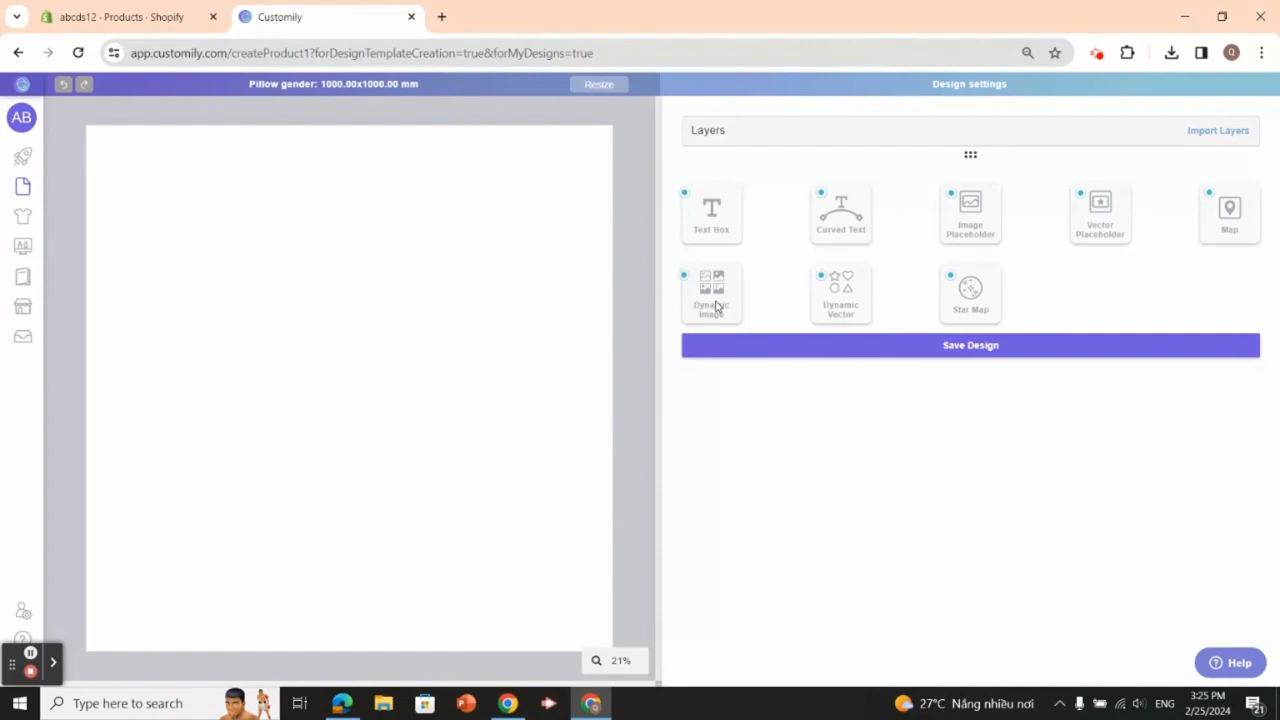 abcds12 - Products - Shopify
Customily
app.customily.com/createProduct1?forDesignTemplateCreation=true&forMyDesigns=true
Q
Pillow gender: 1000.00x1000.00 mm
Resize
Design settings
AB
Layers
Import Layers
Text Box
Curved Text
Image
Placeholder
Vector
Placeholder
Map
Dynamic
Image
Dynamic
Vector
Star Map
Save Design
21%
Help
Type here to search
27°C Nắng nhiều nơi
ENG
3:25 PM
2/25/2024
21